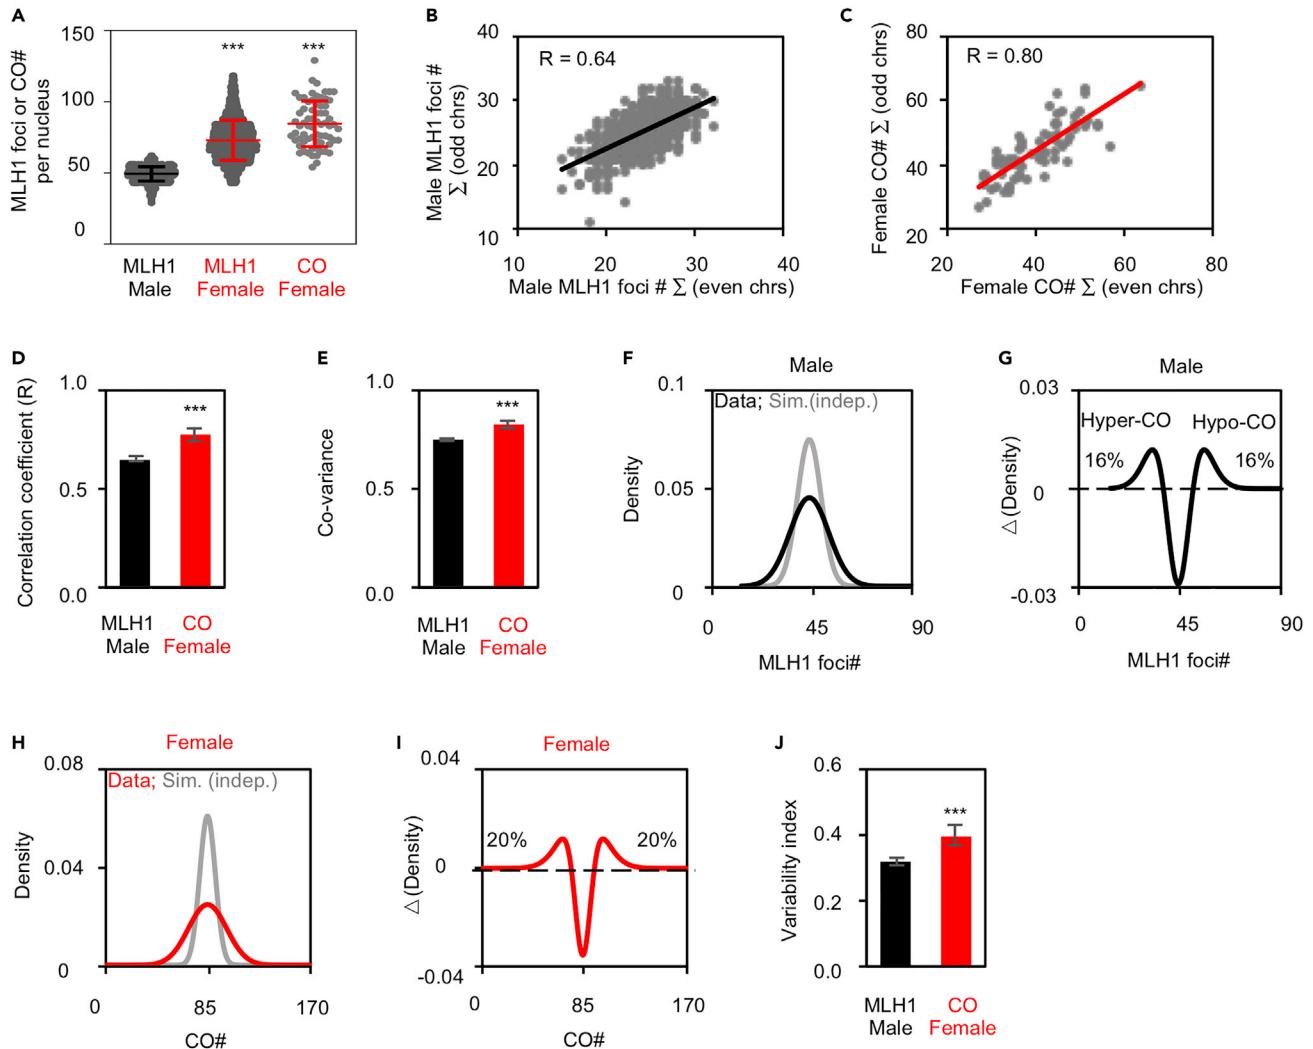 A
MLH1 foci or CO#
per nucleus
150
100
50
0
***
***
MLH1
Male
MLH1
Female
CO
Female
B
Male MLH1 foci #
Σ (odd chrs)
40
30
20
10
R = 0.64
10
20
30
40
Male MLH1 foci # Σ (even chrs)
C
Female CO# Σ (odd chrs)
80
60
40
20
R = 0.80
20
40
60
80
Female CO# Σ (even chrs)
D
Correlation coefficient (R)
1.0
0.5
0.0
***
MLH1
Male
CO
Female
E
Co-variance
1.0
0.5
0.0
***
MLH1
Male
CO
Female
F
Male
Density
0.1
0.05
0
Data; Sim.(indep.)
0
45
90
MLH1 foci#
G
Male
△(Density)
0.03
0
-0.03
Hyper-CO
Hypo-CO
16%
16%
0
45
90
MLH1 foci#
H
Female
Density
0.08
0.04
0
Data; Sim. (indep.)
0
85
170
CO#
I
Female
△(Density)
0.04
0
-0.04
20%
20%
0
85
170
CO#
J
Variability index
0.6
0.4
0.2
0.0
***
MLH1
Male
CO
Female